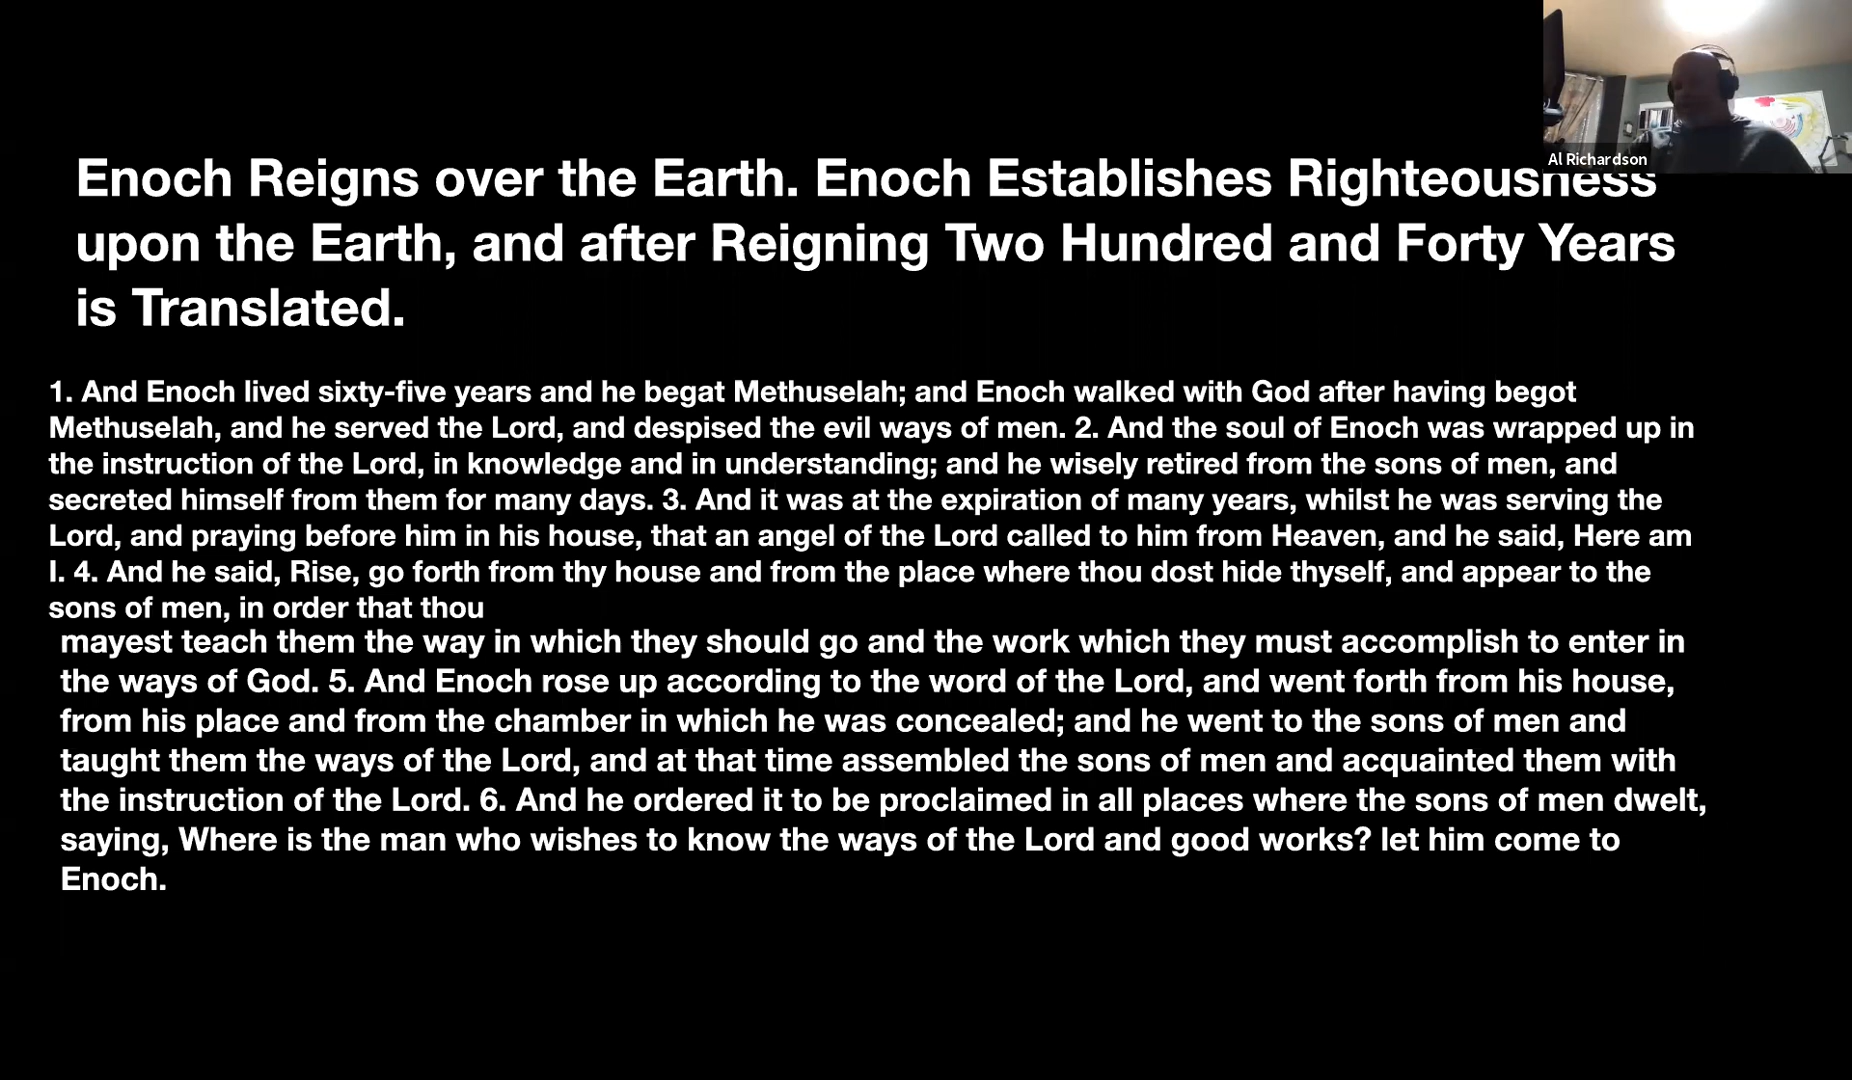 Al Richardson
Enoch Reigns over the Earth. Enoch Establishes Righteousness
upon the Earth, and after Reigning Two Hundred and Forty Years
is Translated.
1. And Enoch lived sixty-five years and he begat Methuselah; and Enoch walked with God after having begot
Methuselah, and he served the Lord, and despised the evil ways of men. 2. And the soul of Enoch was wrapped up in
the instruction of the Lord, in knowledge and in understanding; and he wisely retired from the sons of men, and
secreted himself from them for many days. 3. And it was at the expiration of many years, whilst he was serving the
Lord, and praying before him in his house, that an angel of the Lord called to him from Heaven, and he said, Here am
I. 4. And he said, Rise, go forth from thy house and from the place where thou dost hide thyself, and appear to the
sons of men, in order that thou
mayest teach them the way in which they should go and the work which they must accomplish to enter in
the ways of God. 5. And Enoch rose up according to the word of the Lord, and went forth from his house,
from his place and from the chamber in which he was concealed; and he went to the sons of men and
taught them the ways of the Lord, and at that time assembled the sons of men and acquainted them with
the instruction of the Lord. 6. And he ordered it to be proclaimed in all places where the sons of men dwelt,
saying, Where is the man who wishes to know the ways of the Lord and good works? let him come to
Enoch.